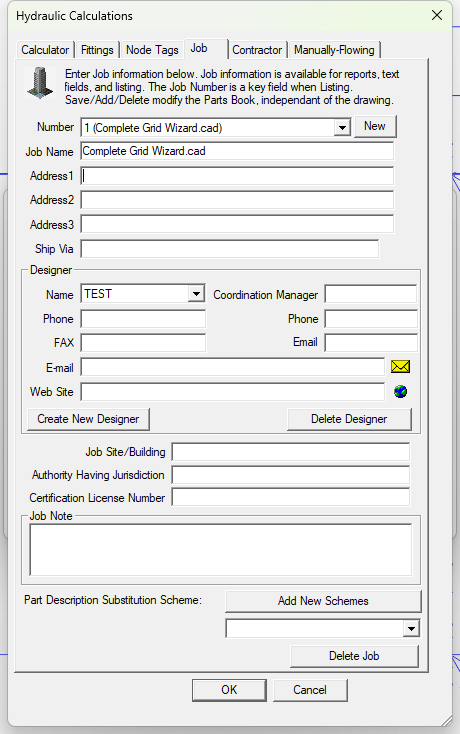 Hydraulic Calculations
Calculator Fittings Node Tags Job Contractor Manually-Flowing
Enter Job information below. Job information is available for reports, text
fields, and listing. The Job Number is a key field when Listing.
Save/Add/Delete modify the Parts Book, independant of the drawing.
Number 1 (Complete Grid Wizard.cad) New
Job Name Complete Grid Wizard.cad
Address1
Address2
Address3
Ship Via
Designer
Name TEST Coordination Manager
Phone Phone
FAX Email
E-mail
Web Site
Create New Designer Delete Designer
Job Site/Building
Authority Having Jurisdiction
Certification License Number
Job Note
Part Description Substitution Scheme: Add New Schemes
Delete Job
OK Cancel